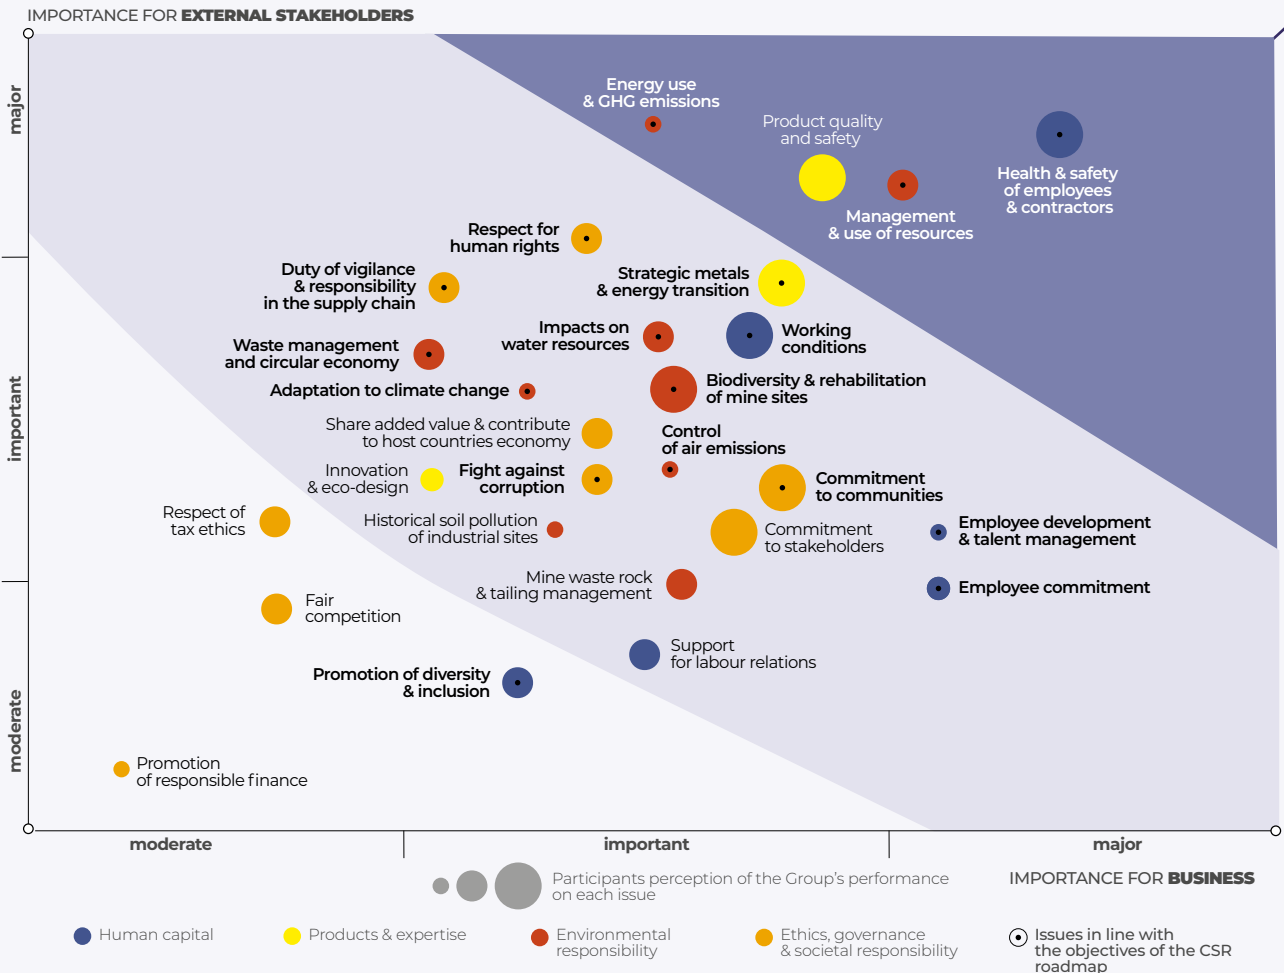 IMPORTANCE FOR EXTERNAL STAKEHOLDERS
major
important
moderate
Energy use
& GHG emissions
Product quality
and safety
Health & safety
of employees
& contractors
Management
& use of resources
Respect for
human rights
Duty of vigilance
& responsibility
in the supply chain
Strategic metals
& energy transition
Impacts on
water resources
Working
conditions
Waste management
and circular economy
Adaptation to climate change
Biodiversity & rehabilitation
of mine sites
Share added value & contribute
to host countries economy
Control
of air emissions
Innovation
& eco-design
Fight against
corruption
Commitment
to communities
Respect of
tax ethics
Historical soil pollution
of industrial sites
Commitment
to stakeholders
Employee development
& talent management
Mine waste rock
& tailing management
Employee commitment
Fair
competition
Support
for labour relations
Promotion of diversity
& inclusion
Promotion
of responsible finance
moderate
important
major
Participants perception of the Group's performance
on each issue
IMPORTANCE FOR BUSINESS
Human capital
Products & expertise
Environmental
responsibility
Ethics, governance
& societal responsibility
Issues in line with
the objectives of the CSR
roadmap